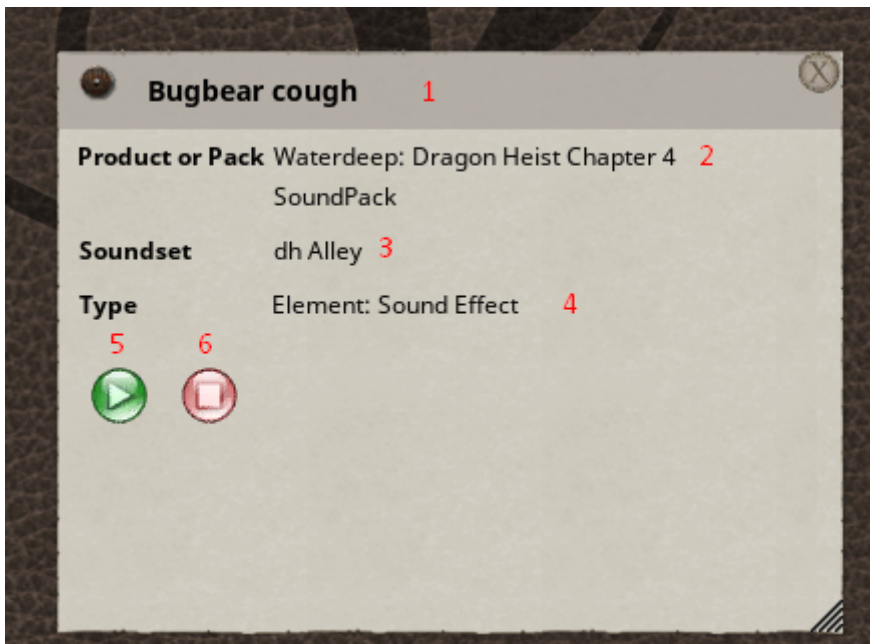 Bugbear cough 1
X
Product or Pack Waterdeep: Dragon Heist Chapter 4 2
SoundPack
Soundset dh Alley 3
Type Element: Sound Effect 4
5 6